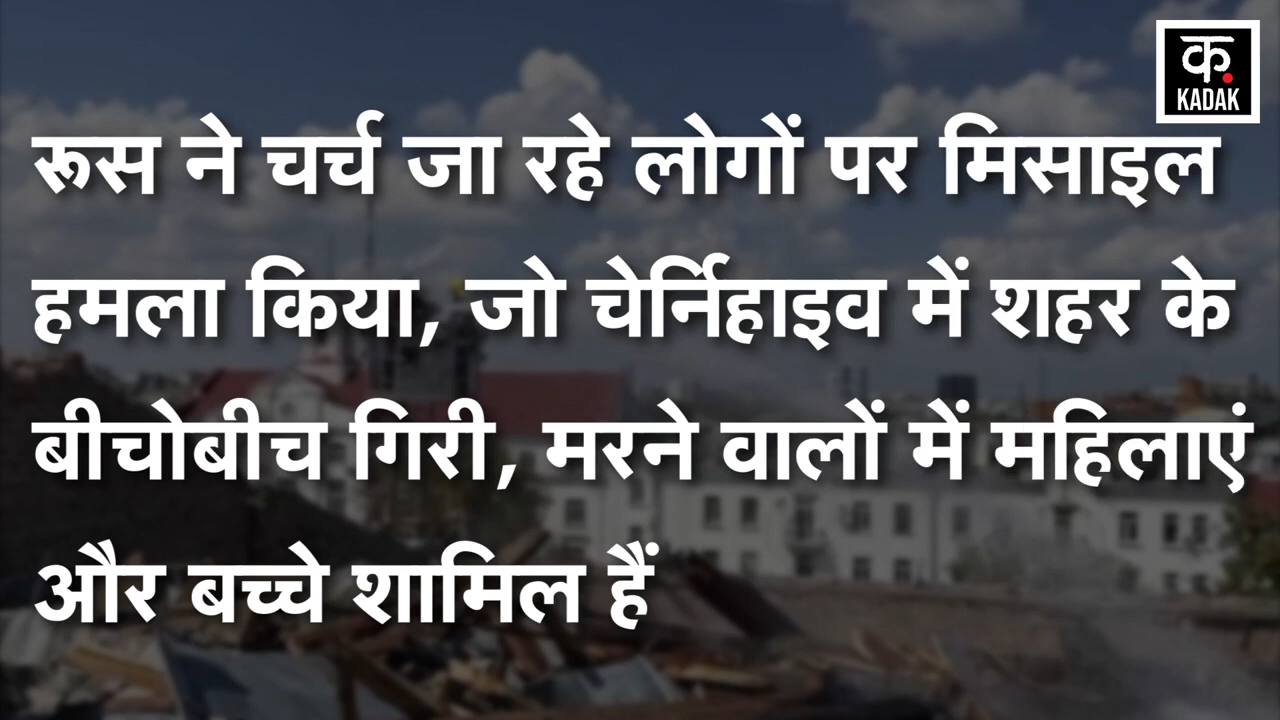 क.
KADAK
रूस ने चर्च जा रहे लोगों पर मिसाइल
हमला किया, जो चेर्निहाइव में शहर के
बीचोबीच गिरी, मरने वालों में महिलाएं
और बच्चे शामिल हैं